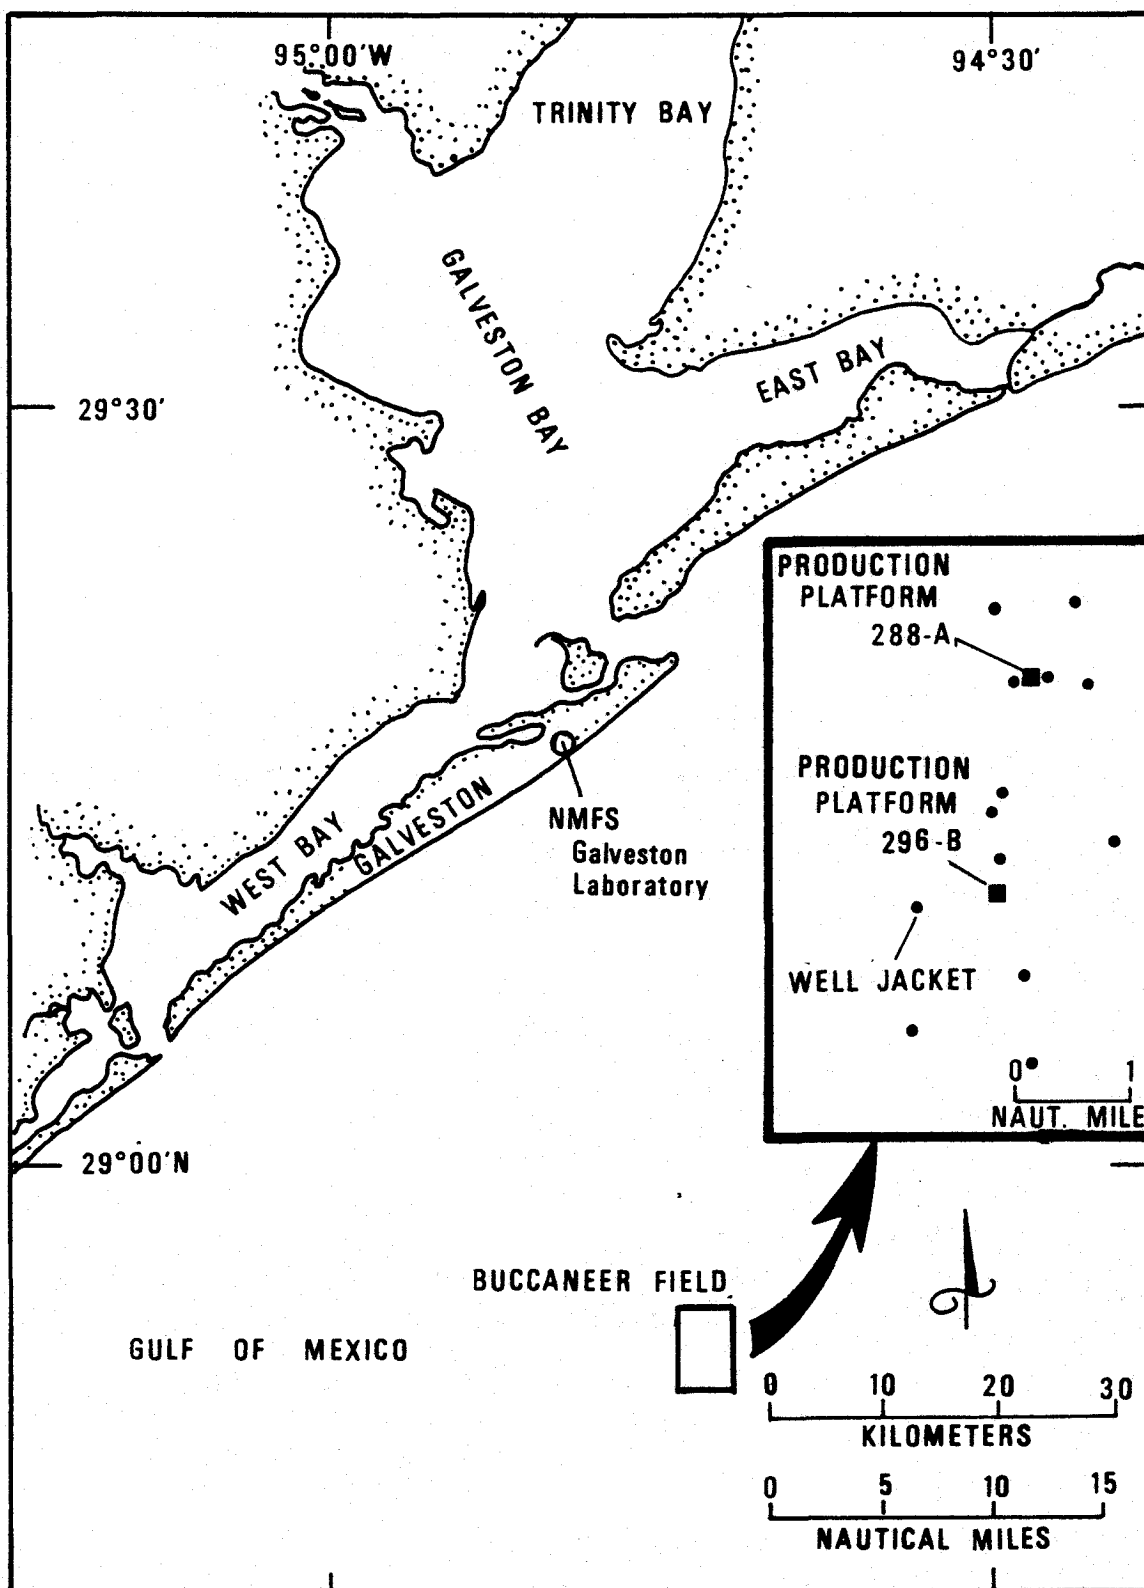 95°00'W
94°30'
TRINITY BAY
GALVESTON BAY
EAST BAY
29°30'
PRODUCTION
PLATFORM
288-A
PRODUCTION
PLATFORM
296-B
WELL JACKET
0 1
NAUT. MILE
NMFS
Galveston
Laboratory
WEST BAY
GALVESTON
29°00'N
BUCCANEER FIELD
GULF OF MEXICO
0 10 20 30
KILOMETERS
0 5 10 15
NAUTICAL MILES